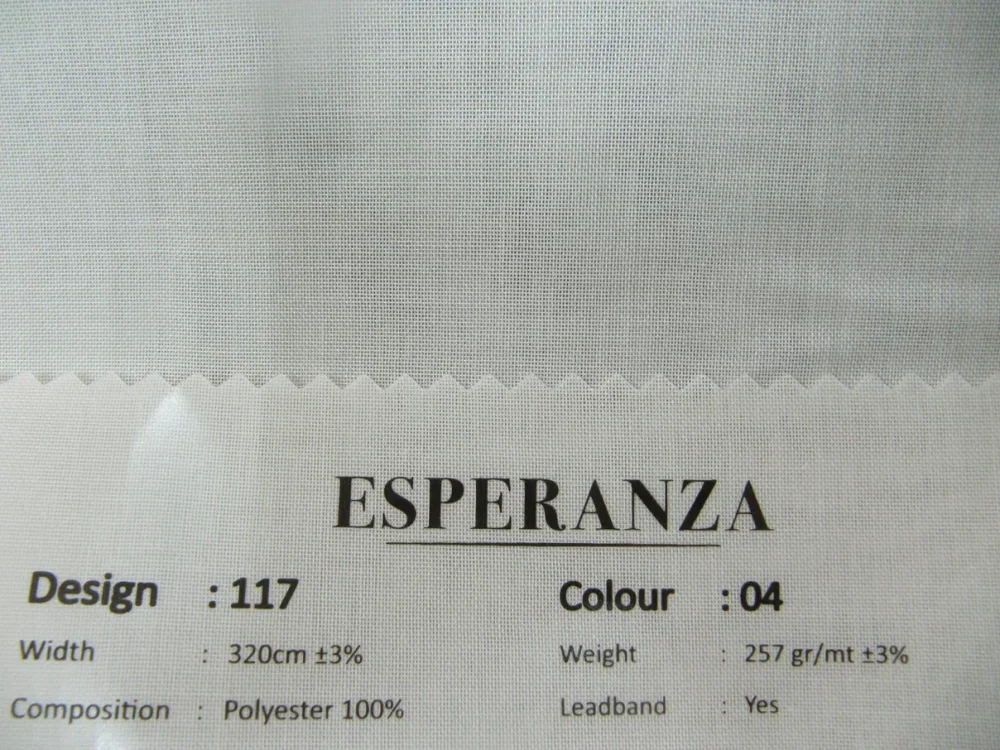 ESPERANZA
Design : 117 Colour : 04
Width : 320cm ±3% Weight : 257 gr/mt ±3%
Composition : Polyester 100% Leadband : Yes